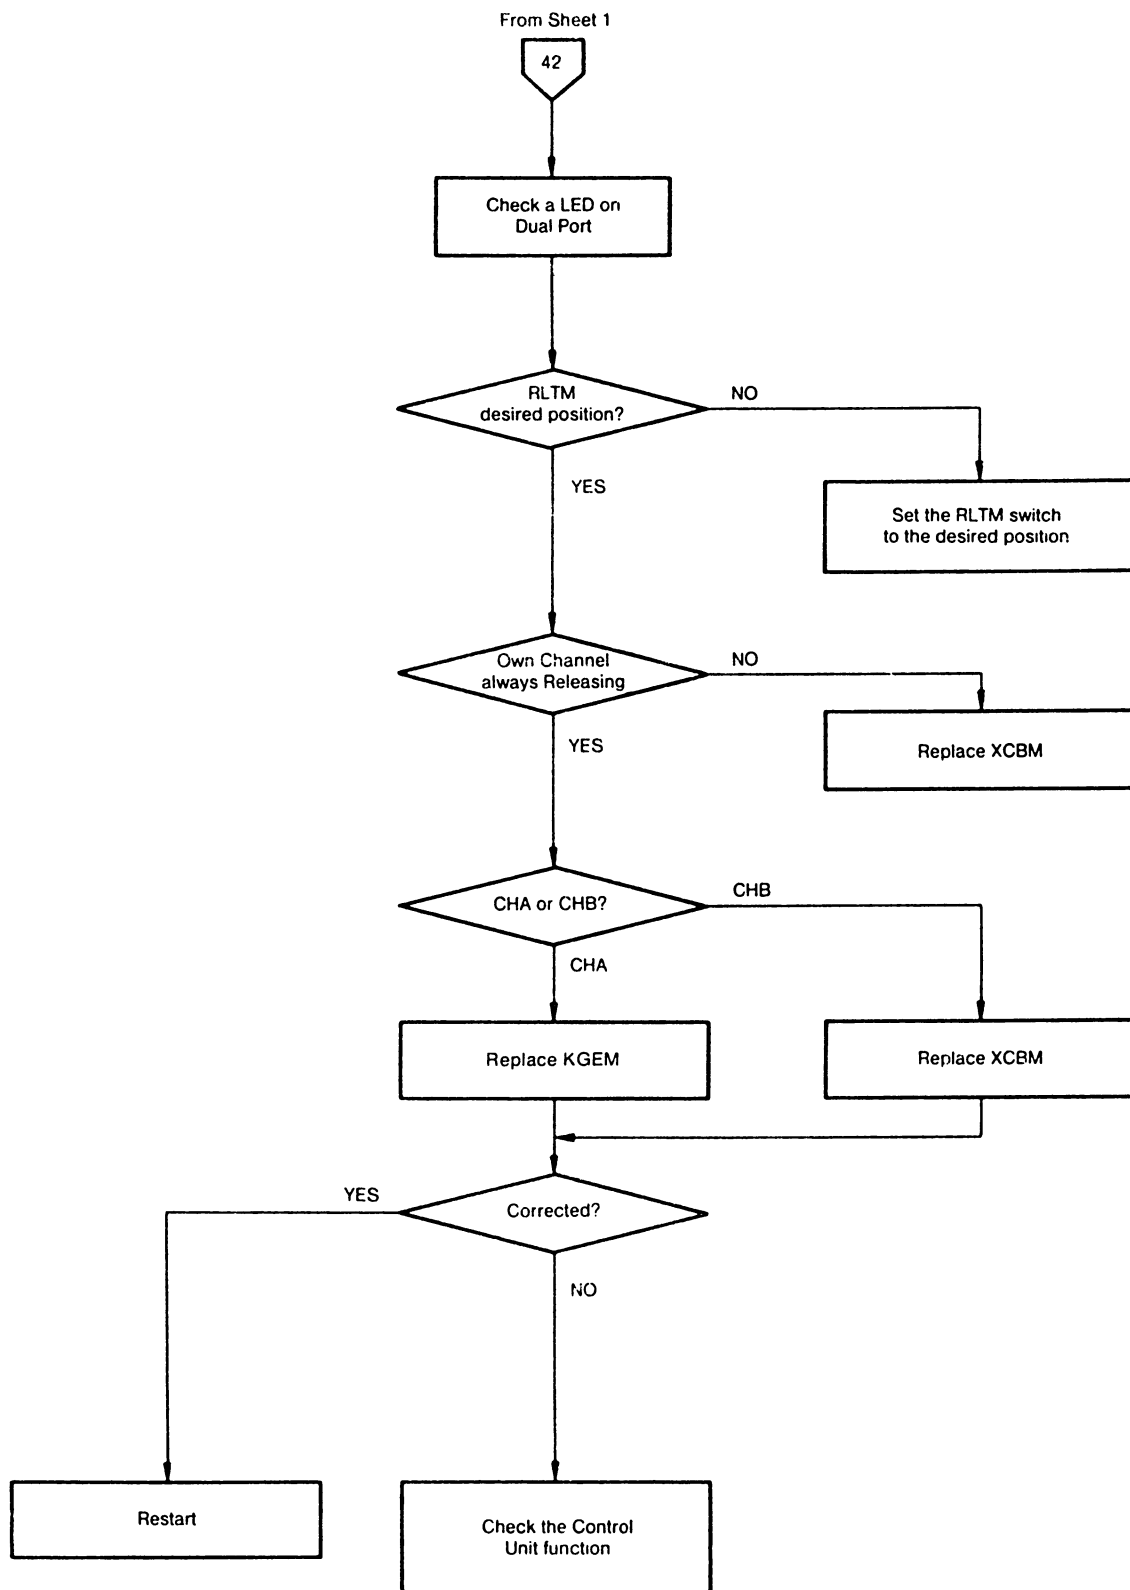 From Sheet 1
42
Check a LED on
Dual Port
RLTM
desired position?
NO
YES
Set the RLTM switch
to the desired position
Own Channel
always Releasing
NO
YES
Replace XCBM
CHA or CHB?
CHB
CHA
Replace KGEM
Replace XCBM
YES
Corrected?
NO
Restart
Check the Control
Unit function